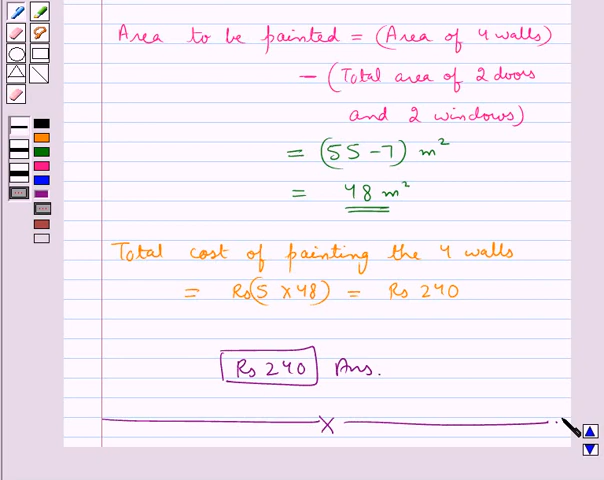 Area to be painted = (Area of 4 walls)
- (Total area of 2 doors
and 2 windows)
= (55-7) m²
= 48 m²
Total cost of painting the 4 walls
= Rs(5 × 48) = Rs 240
Rs 240 Ans.